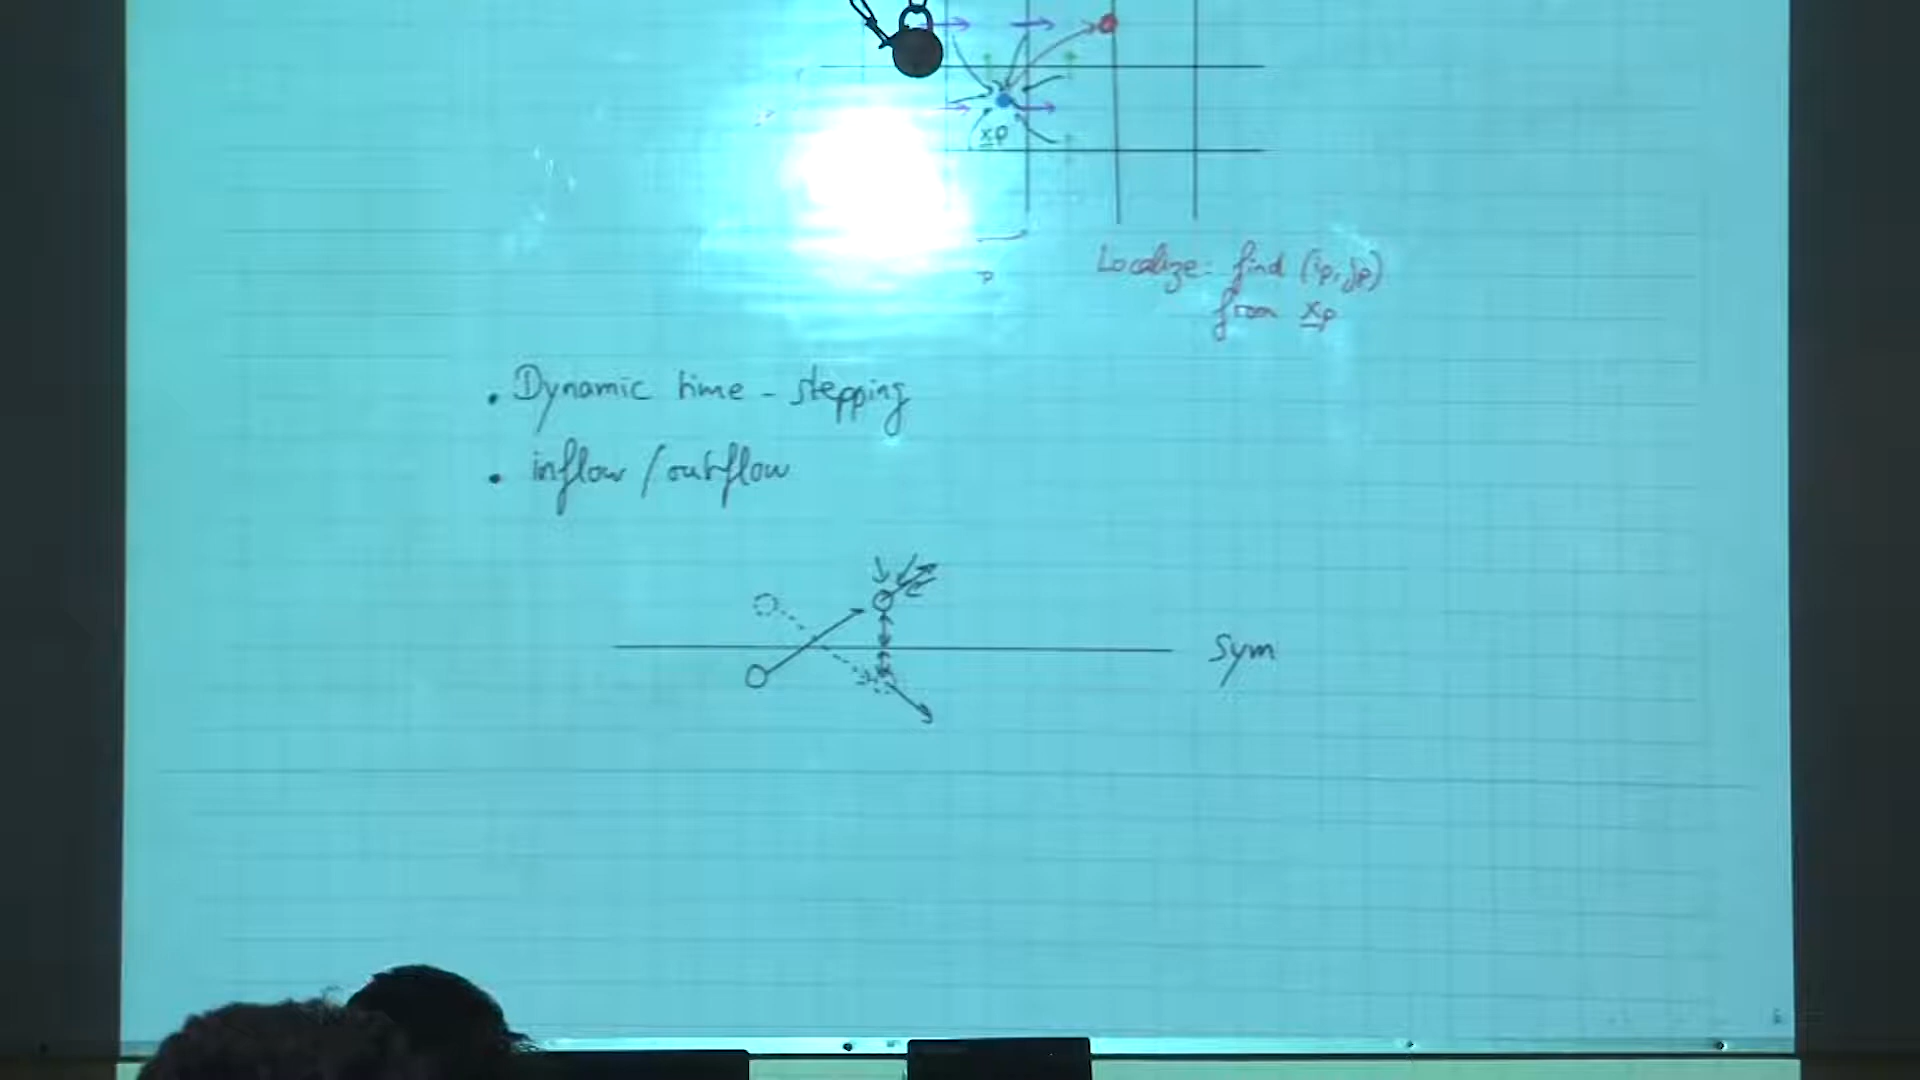 xp
Localize: find (ip, jp)
from xp
• Dynamic time-stepping
• inflow / outflow
Sym